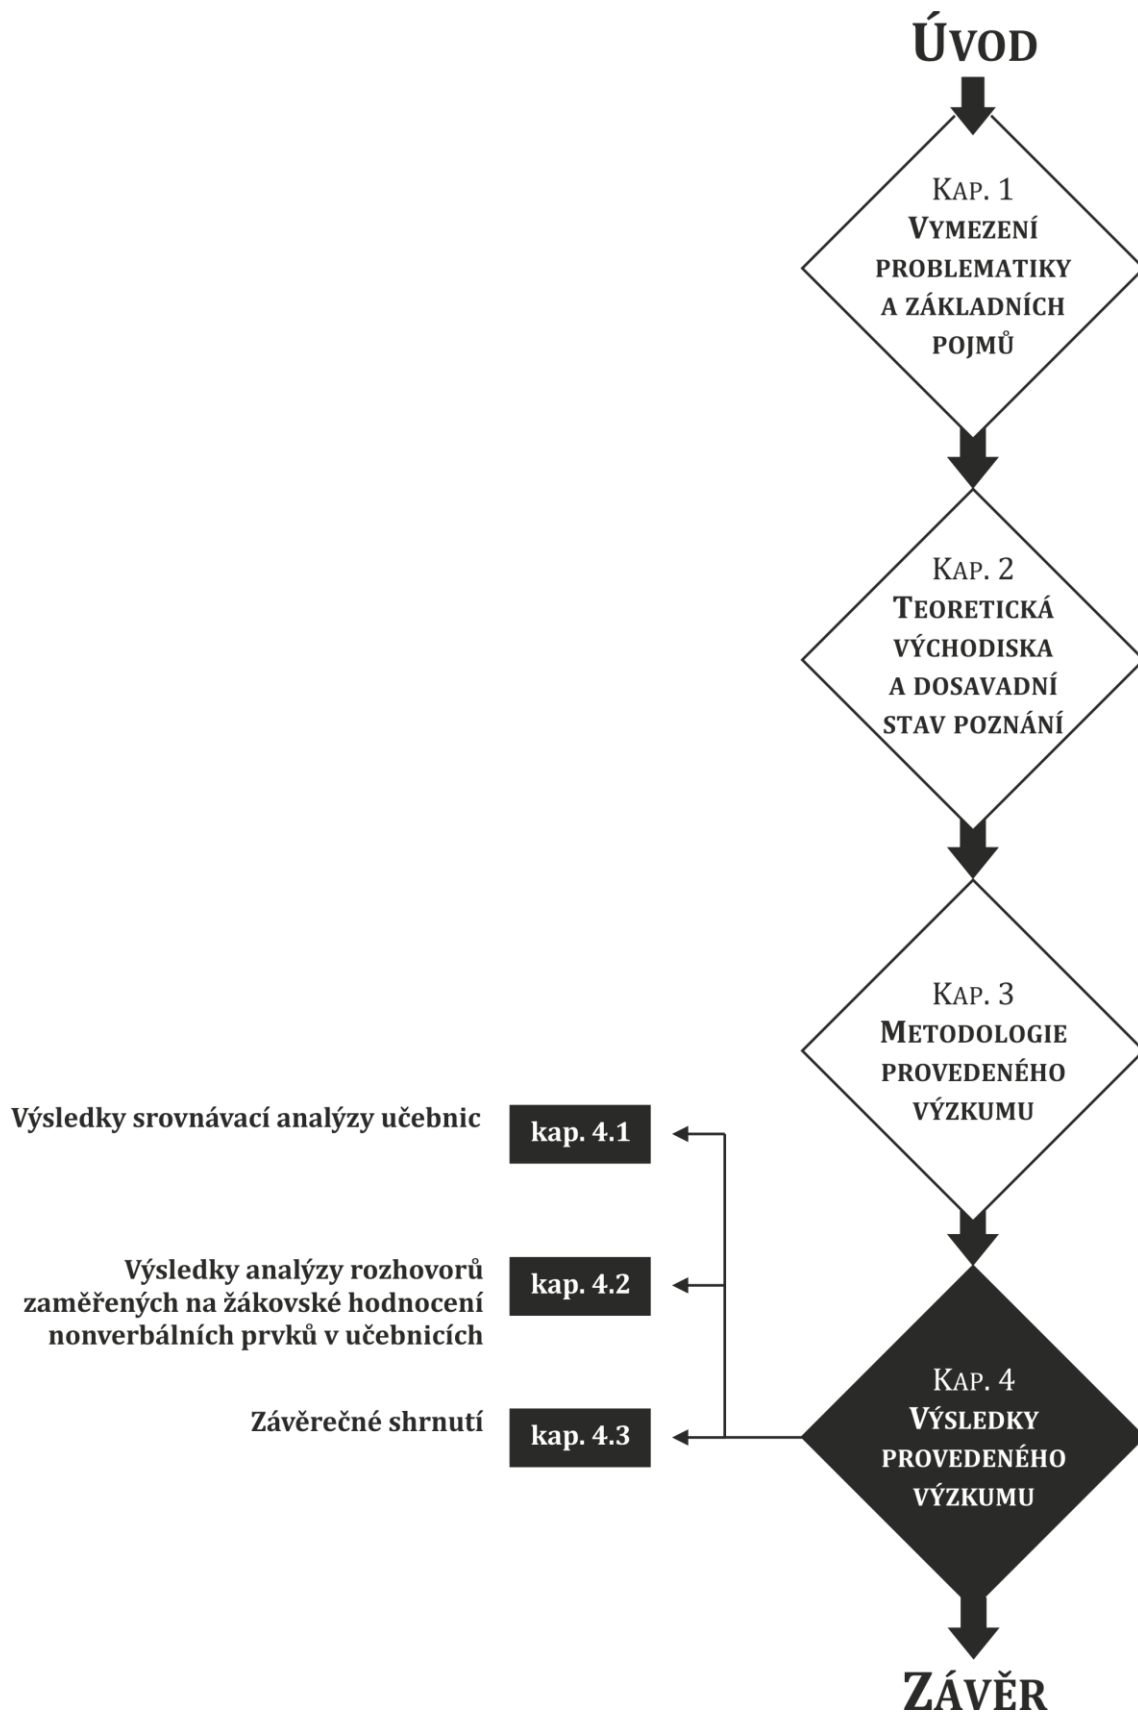 ÚVOD
KAP. 1
VYMEZENÍ
PROBLEMATIKY
A ZÁKLADNÍCH
POJMŮ
KAP. 2
TEORETICKÁ
VÝCHODISKA
A DOSAVADNÍ
STAV POZNÁNÍ
KAP. 3
METODOLOGIE
PROVEDENÉHO
VÝZKUMU
Výsledky srovnávací analýzy učebnic
kap. 4.1
Výsledky analýzy rozhovorů
zaměřených na žákovské hodnocení
nonverbálních prvků v učebnicích
kap. 4.2
Závěrečné shrnutí
kap. 4.3
KAP. 4
VÝSLEDKY
PROVEDENÉHO
VÝZKUMU
ZÁVĚR